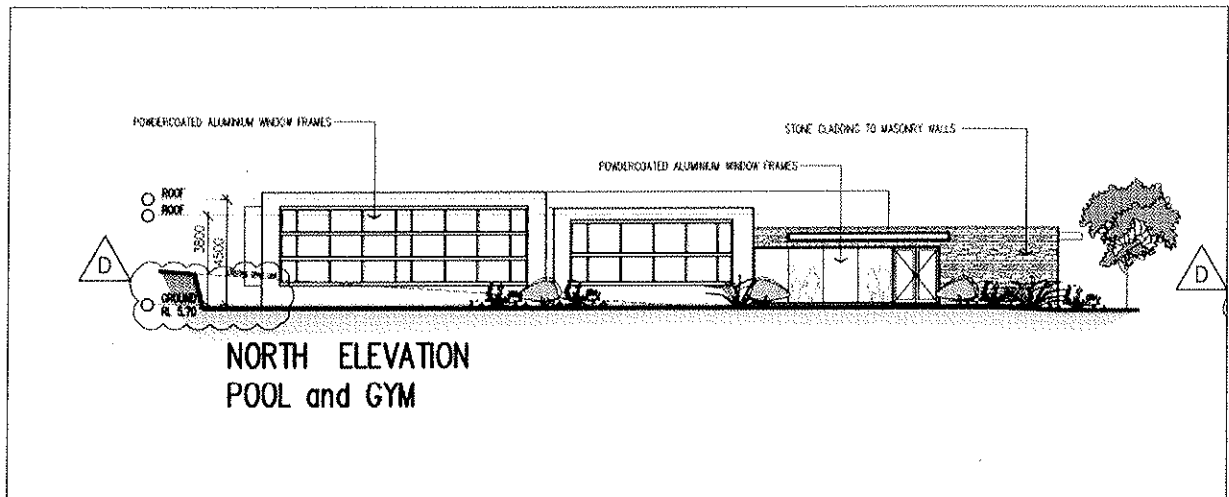 POWDERCOATED ALUMINIUM WINDOW FRAMES
STONE CLADDING TO MASONRY WALLS
POWDERCOATED ALUMINIUM WINDOW FRAMES
ROOF
ROOF
3800
4500
D
D
GROUND
RL 5.70
NORTH ELEVATION
POOL and GYM